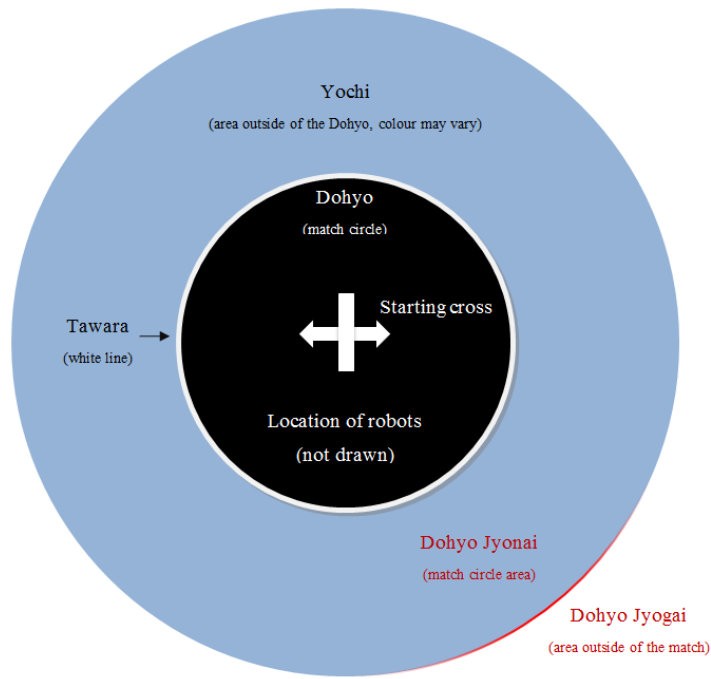 Yochi
(area outside of the Dohyo, colour may vary)
Dohyo
(match circle)
Starting cross
Tawara
(white line)
Location of robots
(not drawn)
Dohyo Jyonai
(match circle area)
Dohyo Jyogai
(area outside of the match)